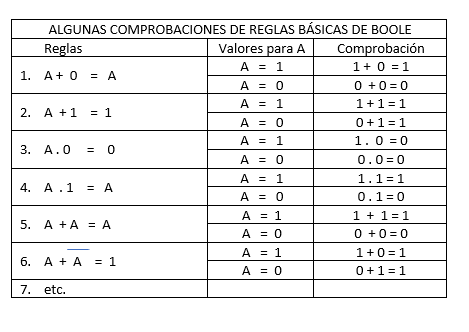 ALGUNAS COMPROBACIONES DE REGLAS BÁSICAS DE BOOLE
Reglas Valores para A Comprobación
1. A + 0 = A A = 1 1 + 0 = 1
A = 0 0 + 0 = 0
2. A + 1 = 1 A = 1 1 + 1 = 1
A = 0 0 + 1 = 1
3. A . 0 = 0 A = 1 1 . 0 = 0
A = 0 0 . 0 = 0
4. A . 1 = A A = 1 1 . 1 = 1
A = 0 0 . 1 = 0
5. A + A = A A = 1 1 + 1 = 1
A = 0 0 + 0 = 0
6. A + A̅ = 1 A = 1 1 + 0 = 1
A = 0 0 + 1 = 1
7. etc.